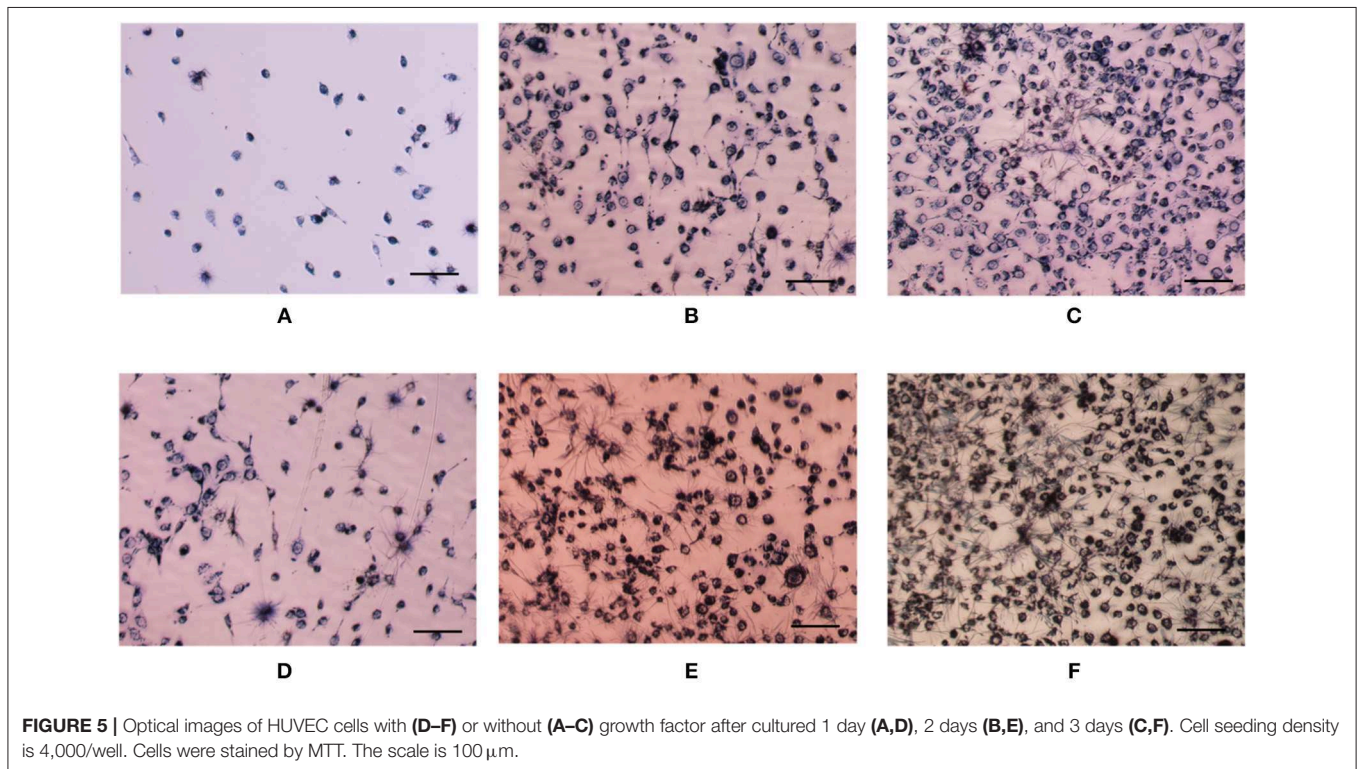 A
B
C
D
E
F
FIGURE 5 | Optical images of HUVEC cells with (D–F) or without (A–C) growth factor after cultured 1 day (A,D), 2 days (B,E), and 3 days (C,F). Cell seeding density
is 4,000/well. Cells were stained by MTT. The scale is 100 μm.